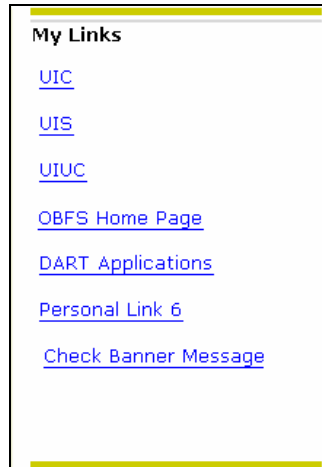 My Links
UIC
UIS
UIUC
OBFS Home Page
DART Applications
Personal Link 6
Check Banner Message